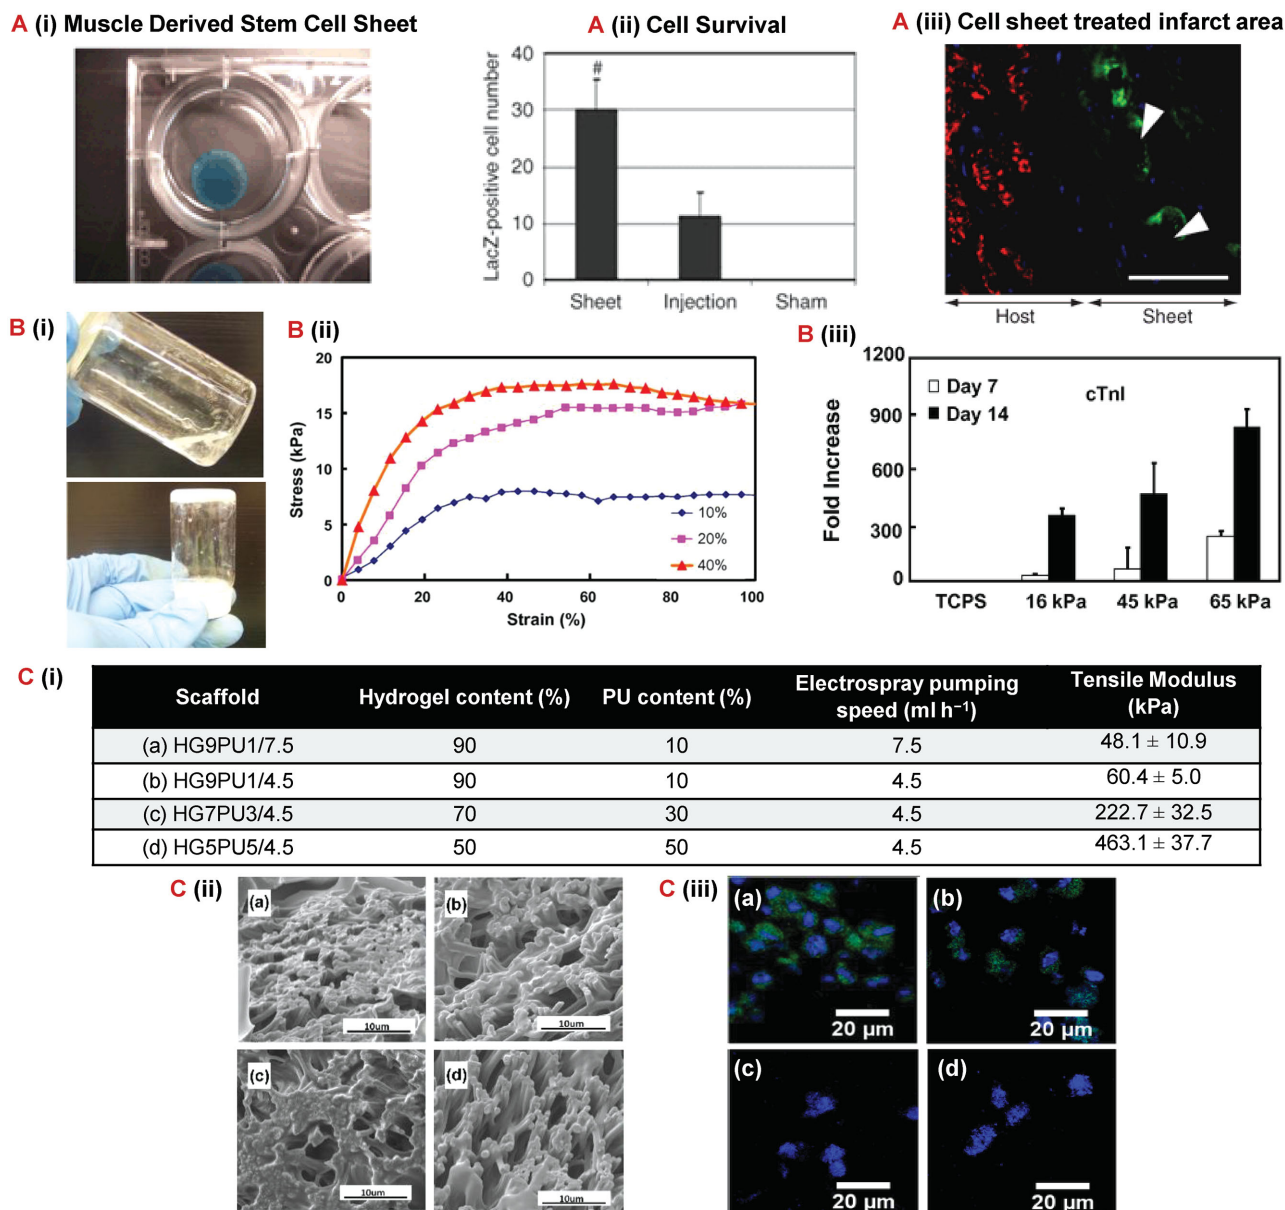 A (i) Muscle Derived Stem Cell Sheet
A (ii) Cell Survival
LacZ-positive cell number
40
30
20
10
0
#
Sheet
Injection
Sham
A (iii) Cell sheet treated infarct area
Host
Sheet
B (i)
B (ii)
Stress (kPa)
20
15
10
5
0
0
20
40
60
80
100
Strain (%)
10%
20%
40%
B (iii)
Fold Increase
1200
900
600
300
0
Day 7
Day 14
cTnI
TCPS
16 kPa
45 kPa
65 kPa
C (i)
Scaffold Hydrogel content (%) PU content (%) Electrospray pumping speed (ml h⁻¹) Tensile Modulus (kPa)
(a) HG9PU1/7.5 90 10 7.5 48.1 ± 10.9
(b) HG9PU1/4.5 90 10 4.5 60.4 ± 5.0
(c) HG7PU3/4.5 70 30 4.5 222.7 ± 32.5
(d) HG5PU5/4.5 50 50 4.5 463.1 ± 37.7
C (ii)
(a)
10um
(b)
10um
(c)
10um
(d)
10um
C (iii)
(a)
20 µm
(b)
20 µm
(c)
20 µm
(d)
20 µm